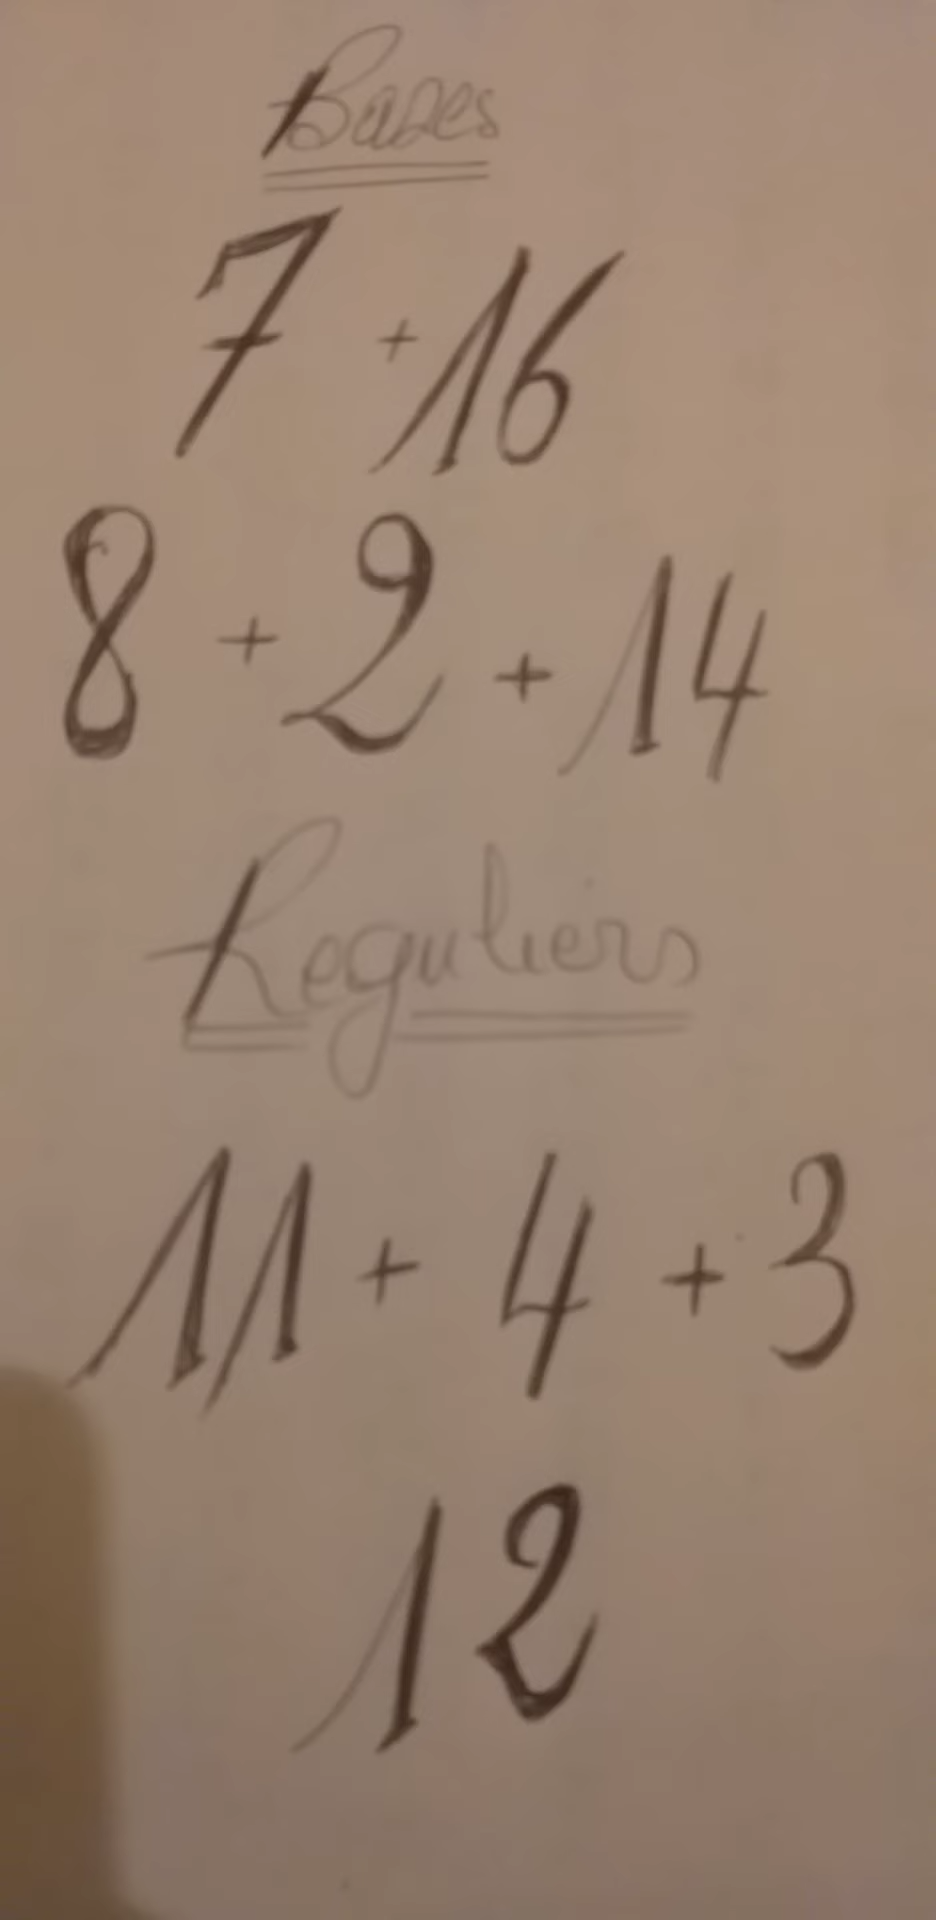 Bases
7 + 16
8 + 2 + 14
Reguliers
11 + 4 + 3
12